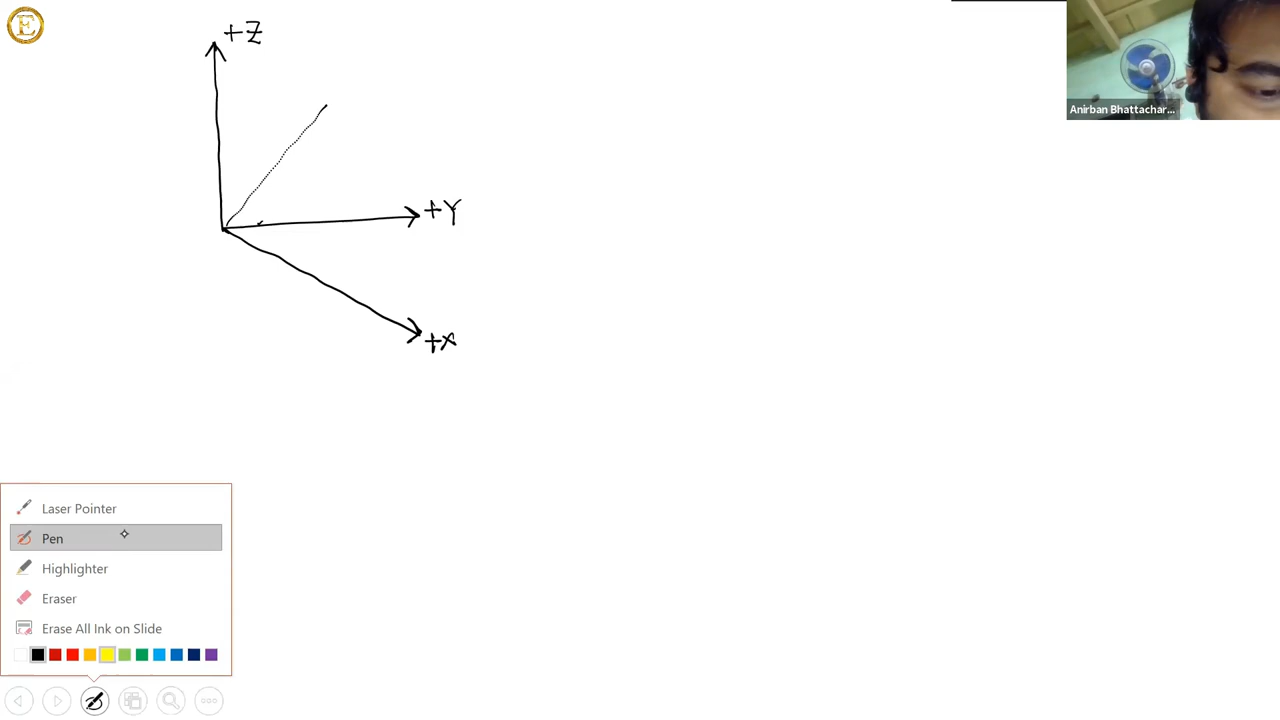 E
+Z
Anirban Bhattachar...
+Y
+X
Laser Pointer
Pen
Highlighter
Eraser
Erase All Ink on Slide